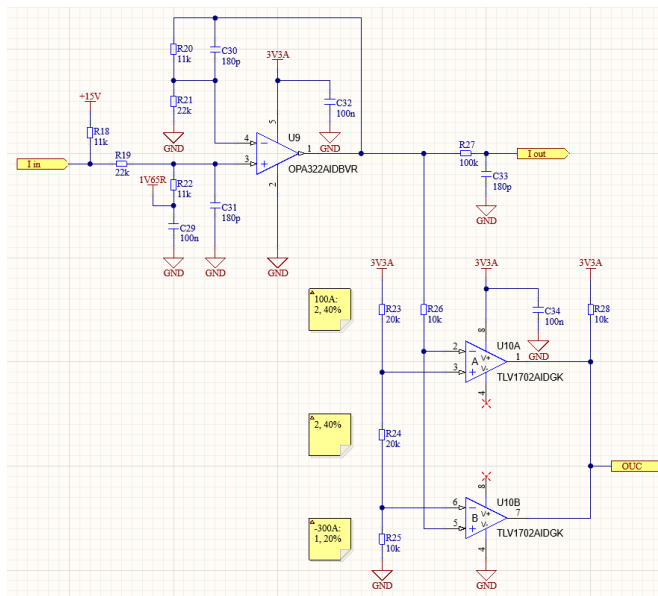 R20
11k
C30
180p
3V3A
+15V
R21
22k
C32
100n
GND
GND
R18
11k
5
4
U9
I in
R19
22k
3
1
OPA322AIDBVR
R27
100k
I out
1V65R
R22
11k
2
C33
180p
C31
180p
C29
100n
GND
GND
GND
GND
3V3A
3V3A
3V3A
100A:
2, 40%
R23
20k
R26
10k
C34
100n
R28
10k
8
2
U10A
GND
A
V+
V-
3
1
TLV1702AIDGK
4
2, 40%
R24
20k
OUC
8
6
U10B
B
V+
V-
5
7
TLV1702AIDGK
-300A:
1, 20%
R25
10k
4
GND
GND